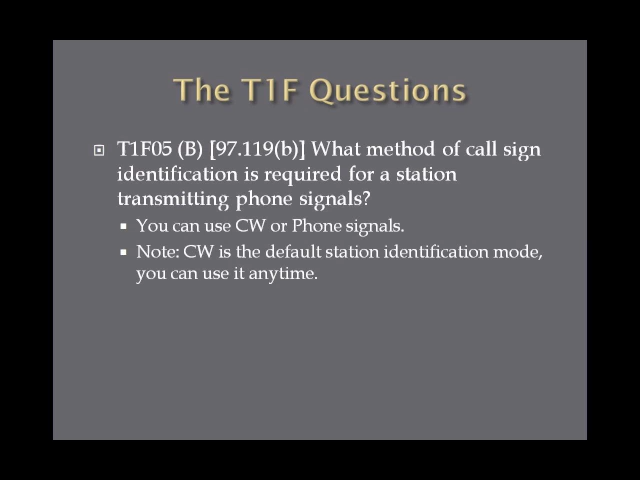 The T1F Questions
T1F05 (B) [97.119(b)] What method of call sign
identification is required for a station
transmitting phone signals?
You can use CW or Phone signals.
Note: CW is the default station identification mode,
you can use it anytime.